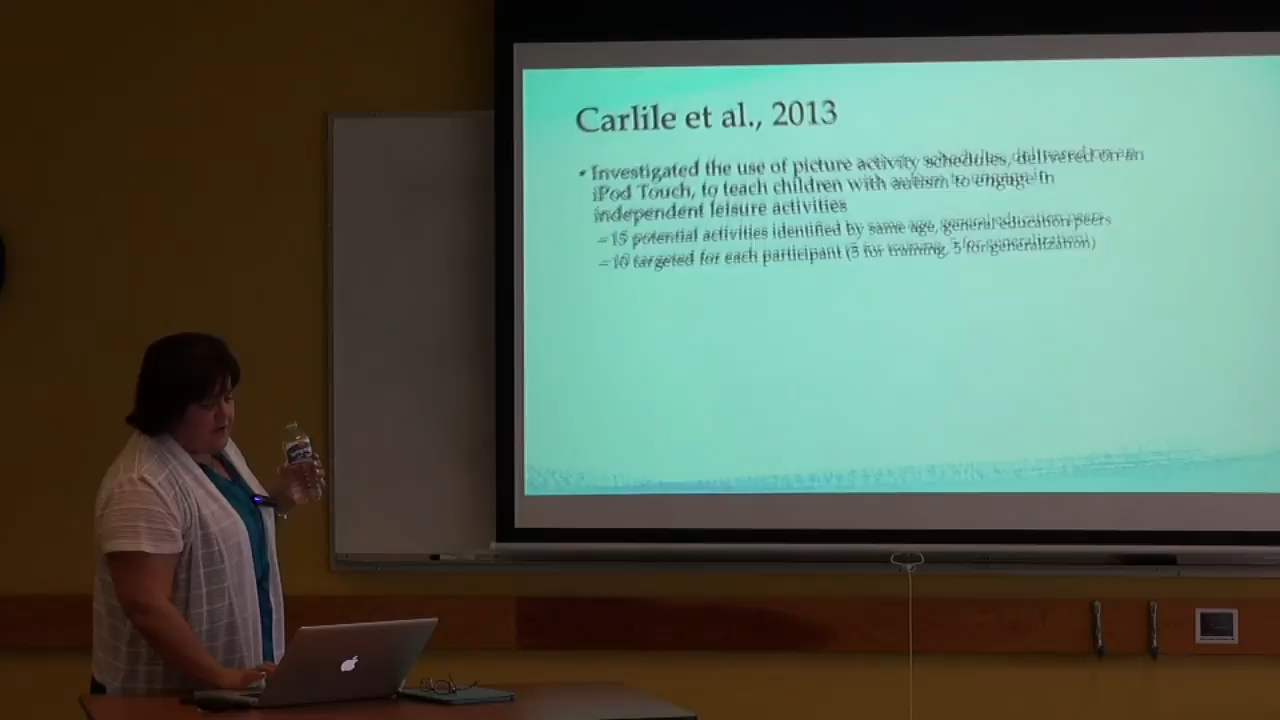 Carlile et al., 2013
• Investigated the use of picture activity schedules, delivered on an
iPod Touch, to teach children with autism to engage in
independent leisure activities
–15 potential activities identified by same age, general education peers
–10 targeted for each participant (5 for training, 5 for generalization)